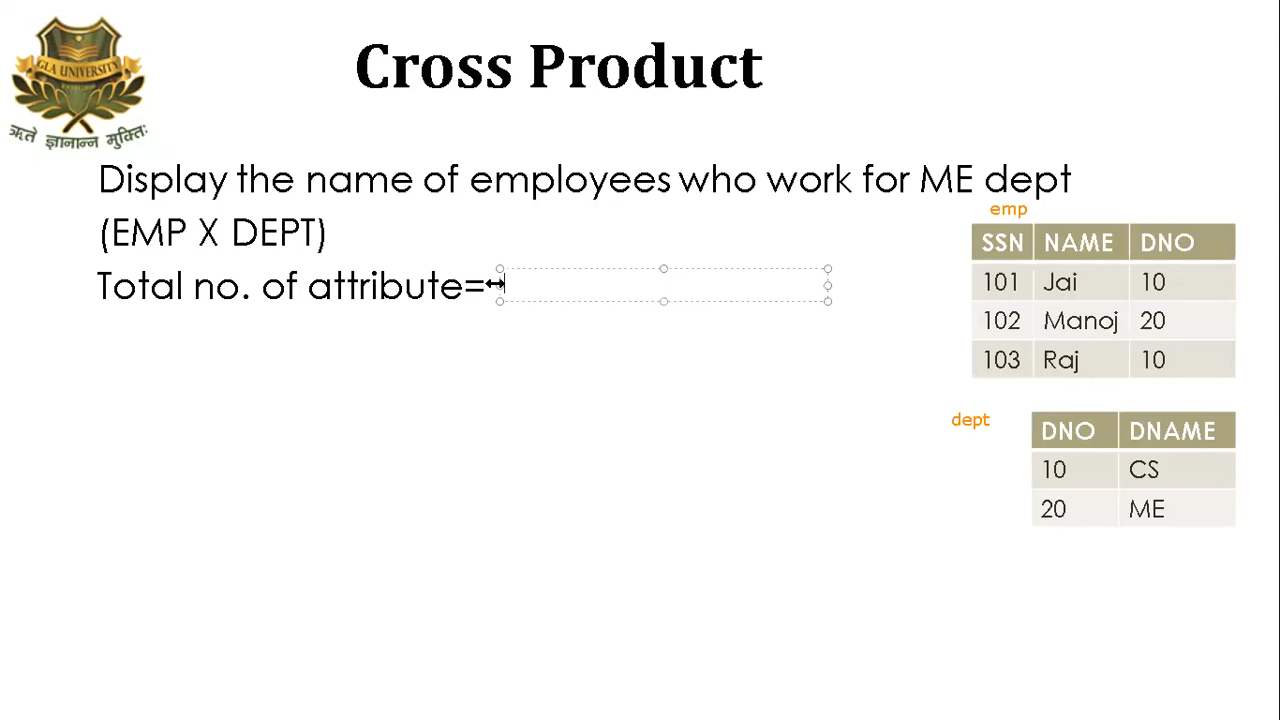 GLA UNIVERSITY
ऋते ज्ञानान्न मुक्तिः
Cross Product
Display the name of employees who work for ME dept
(EMP X DEPT)
Total no. of attribute=
emp
SSN NAME DNO
101 Jai 10
102 Manoj 20
103 Raj 10
dept
DNO DNAME
10 CS
20 ME